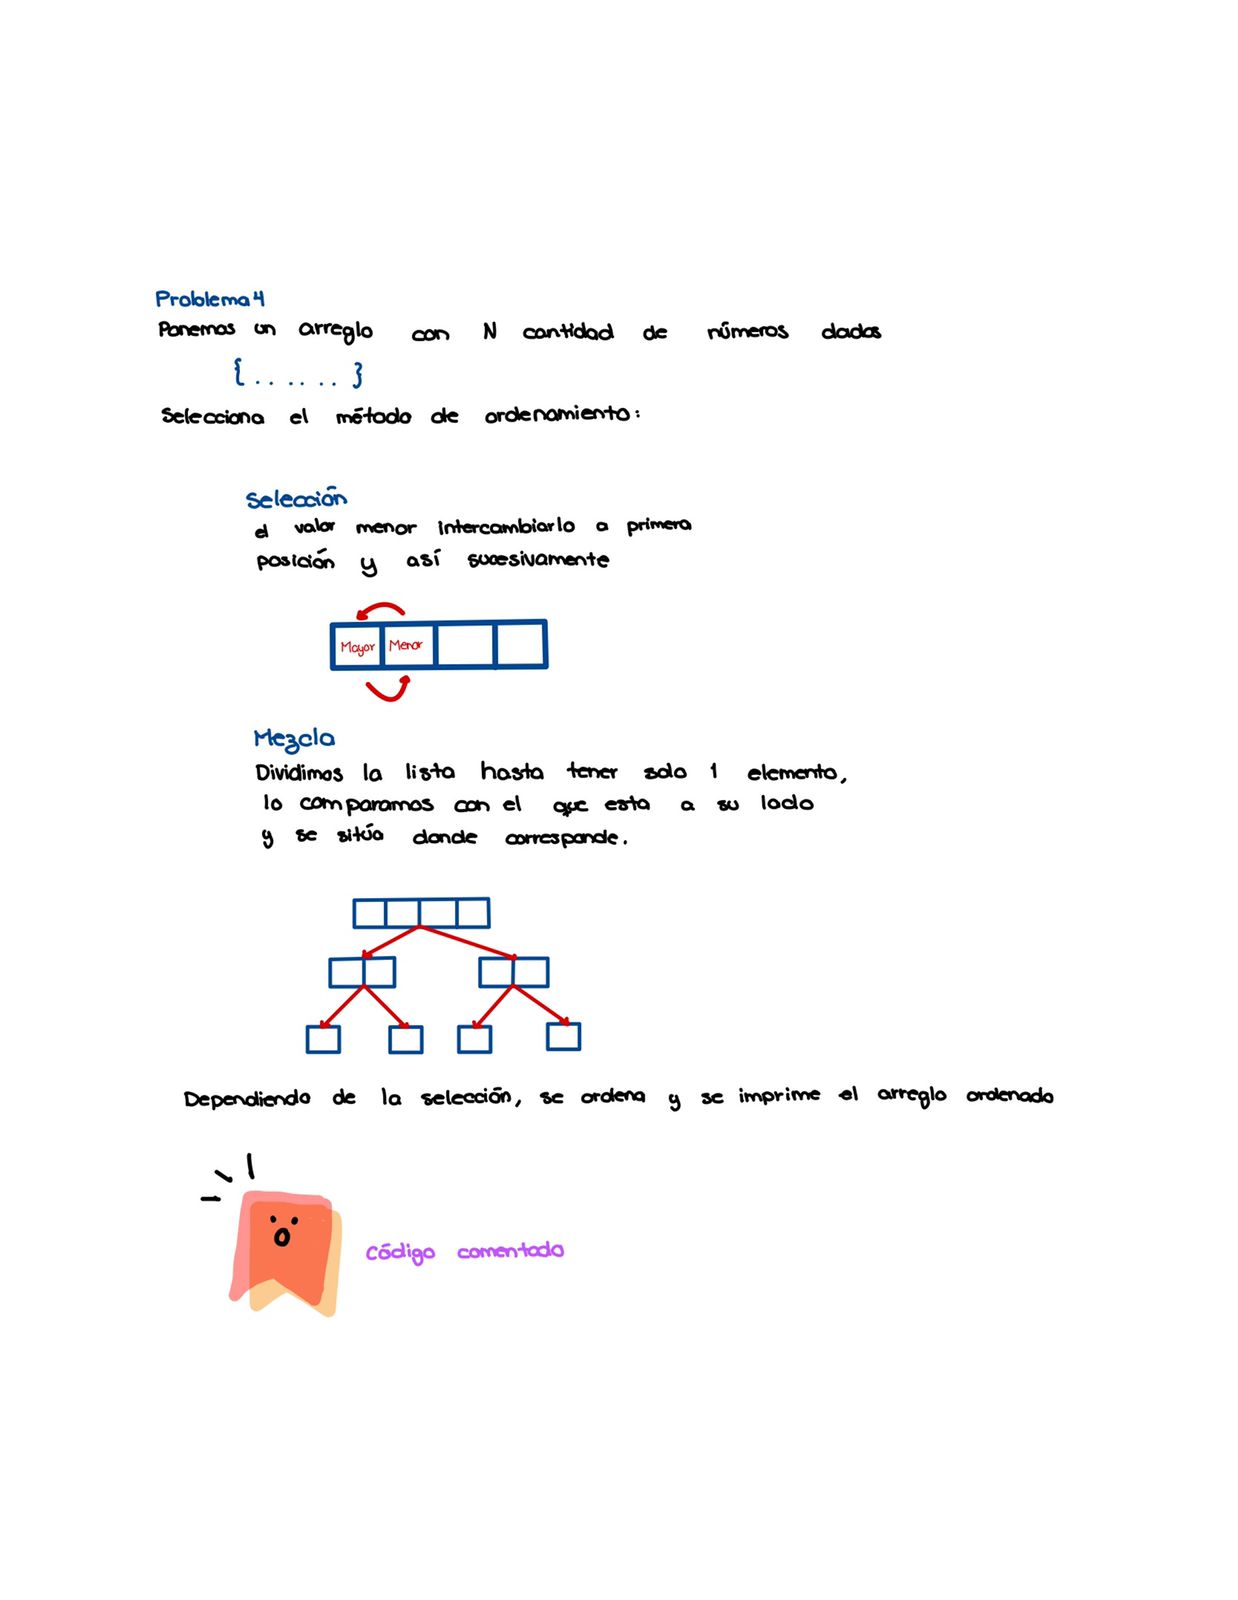 Problema 4
Ponemos un arreglo con N cantidad de números dados
{ ...... }
Selecciona el método de ordenamiento:
Selección
el valor menor intercambiarlo a primera
posición y así sucesivamente
Mayor Menor
Mezcla
Dividimos la lista hasta tener solo 1 elemento,
lo comparamos con el que esta a su lado
y se sitúa donde corresponde.
Dependiendo de la selección, se ordena y se imprime el arreglo ordenado
Código comentado